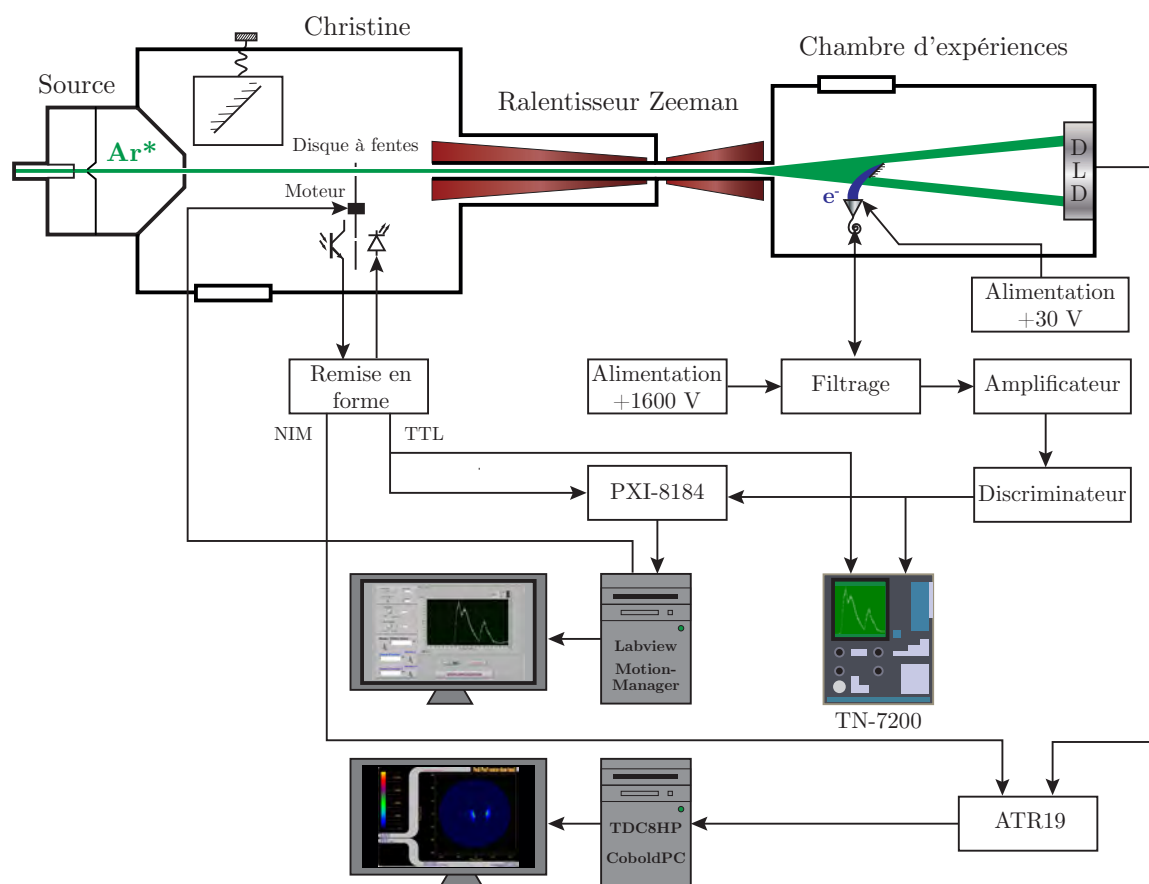 Christine
Chambre d'expériences
Source
Ralentisseur Zeeman
Ar*
Disque à fentes
Moteur
D
L
D
e-
Alimentation
+30 V
Remise en
forme
Alimentation
+1600 V
Filtrage
Amplificateur
NIM
TTL
PXI-8184
Discriminateur
Labview
Motion-
Manager
TN-7200
TDC8HP
CoboldPC
ATR19